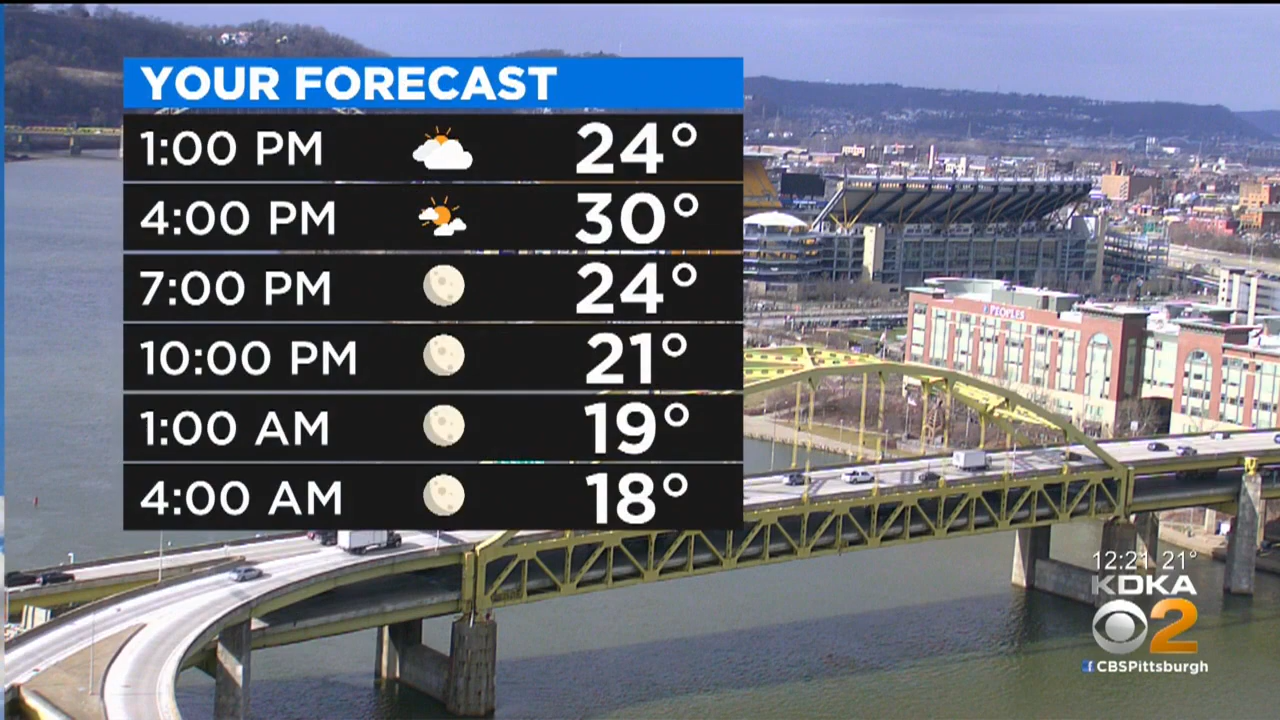 YOUR FORECAST
1:00 PM 24°
4:00 PM 30°
7:00 PM 24°
10:00 PM 21°
1:00 AM 19°
4:00 AM 18°
PEOPLES
12:21 21°
KDKA
2
f CBSPittsburgh